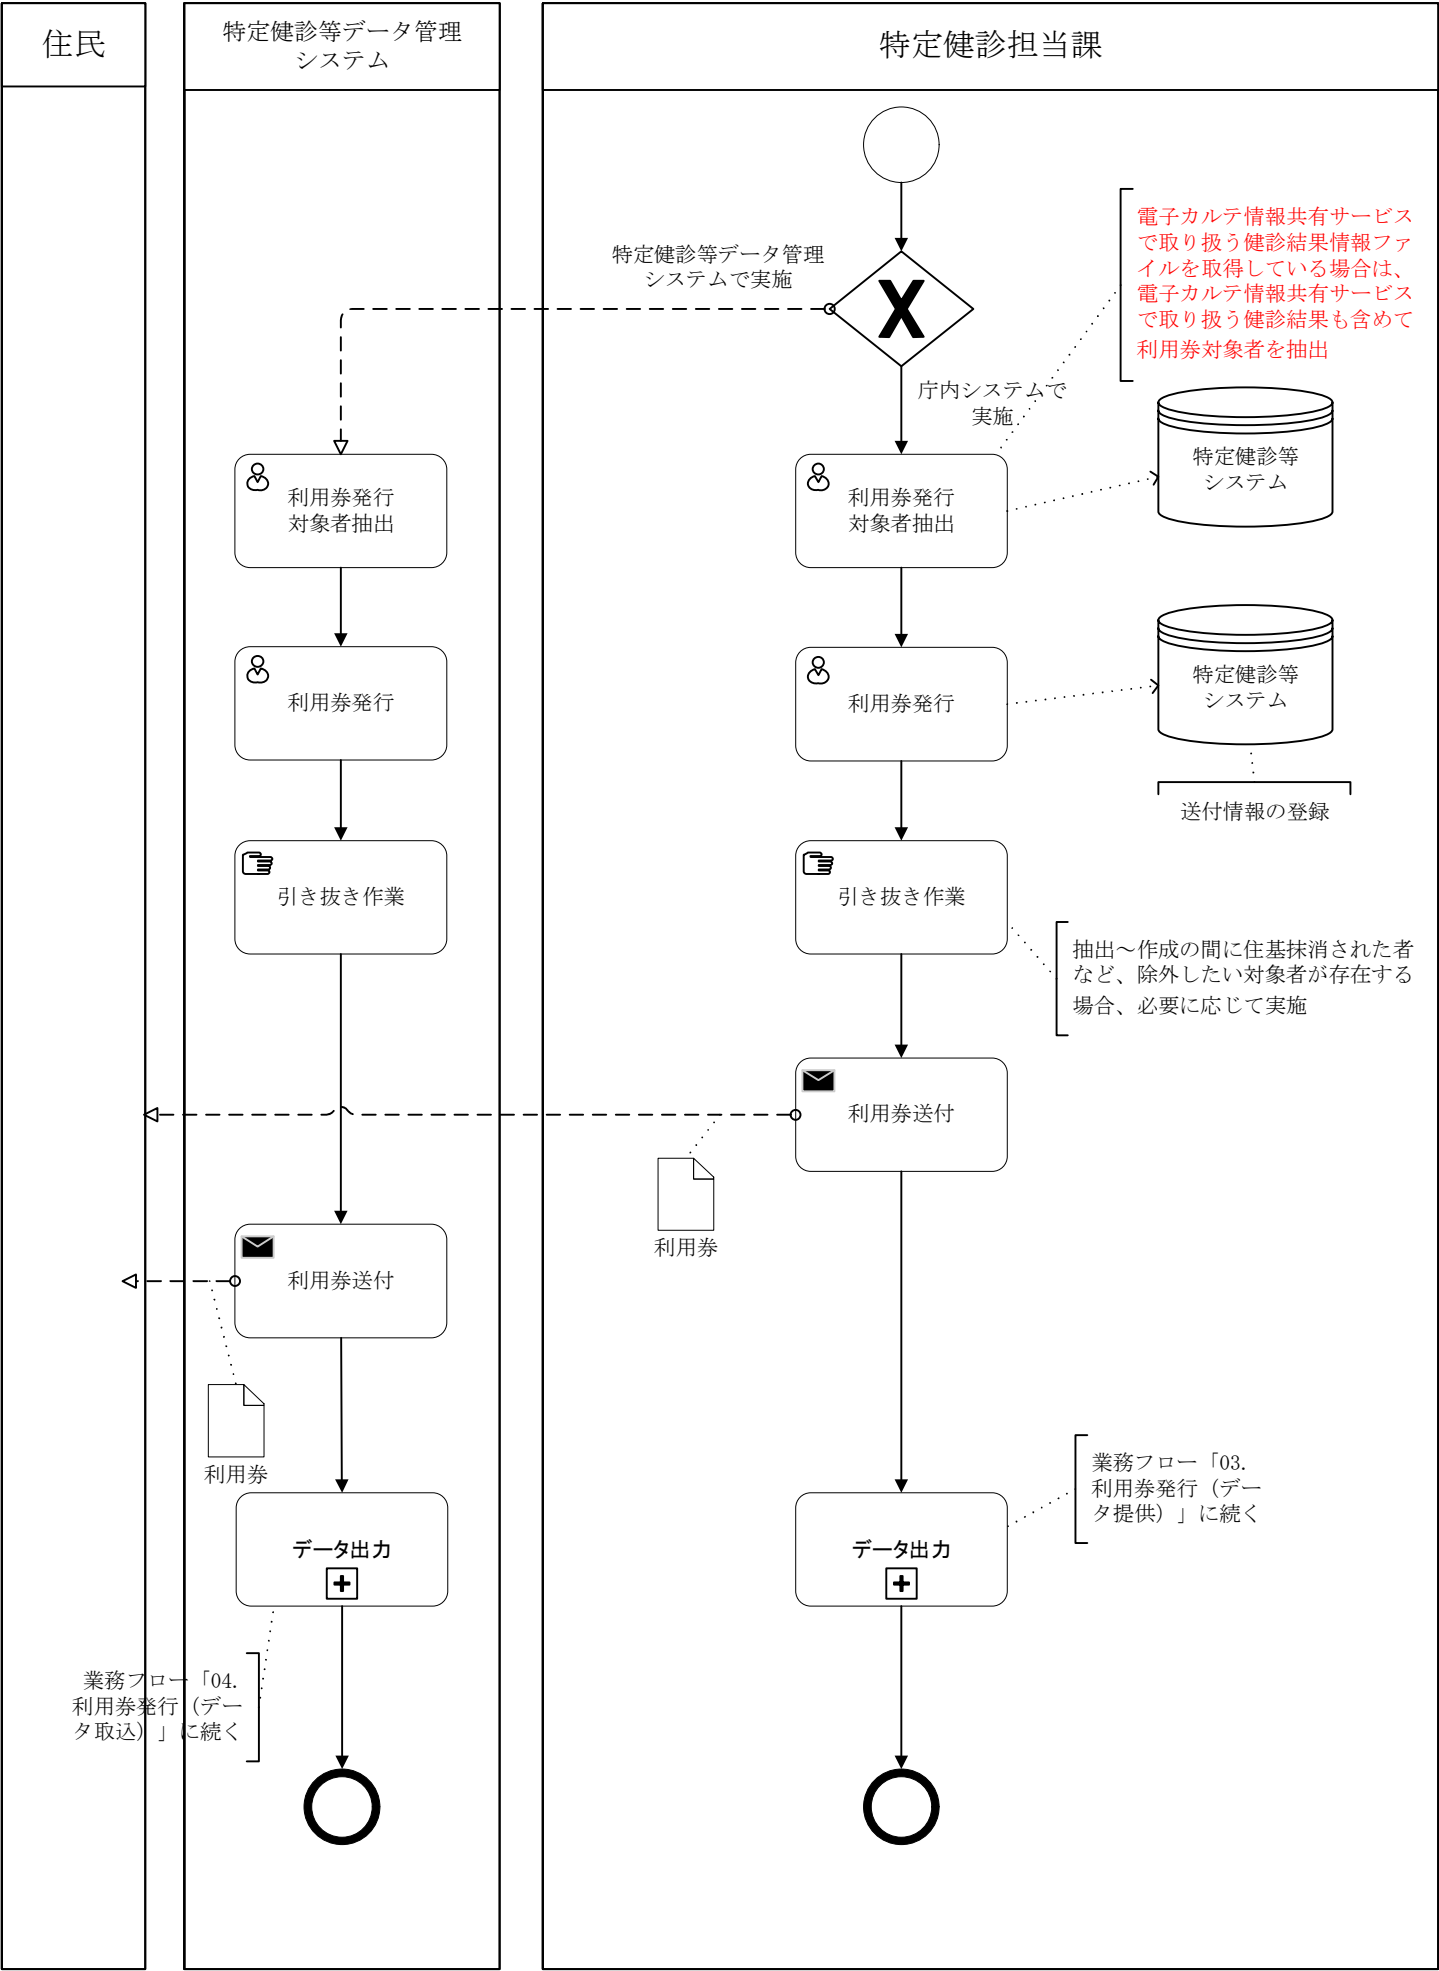 住民
特定健診等データ管理
システム
特定健診担当課
電子カルテ情報共有サービス
で取り扱う健診結果情報ファ
イルを取得している場合は、
電子カルテ情報共有サービス
で取り扱う健診結果も含めて
利用券対象者を抽出
特定健診等データ管理
システムで実施
庁内システムで
実施
利用券発行
対象者抽出
利用券発行
対象者抽出
特定健診等
システム
利用券発行
利用券発行
特定健診等
システム
送付情報の登録
引き抜き作業
引き抜き作業
抽出～作成の間に住基抹消された者
など、除外したい対象者が存在する
場合、必要に応じて実施
利用券送付
利用券
利用券送付
利用券
データ出力
データ出力
業務フロー「03.
利用券発行（デー
タ提供）」に続く
業務フロー「04.
利用券発行（デー
タ取込）」に続く